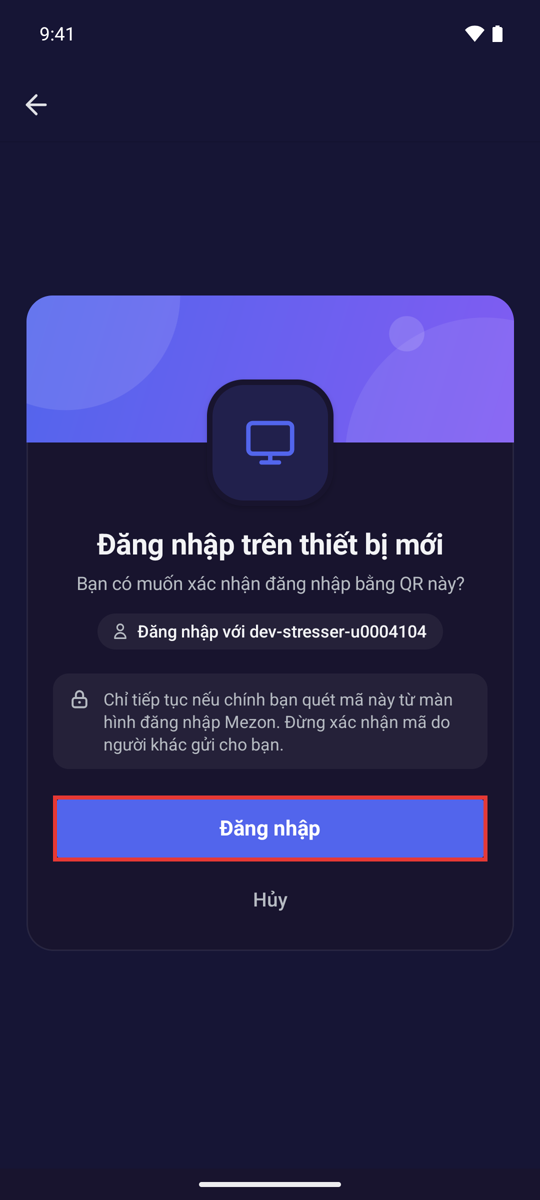 9:41
Đăng nhập trên thiết bị mới
Bạn có muốn xác nhận đăng nhập bằng QR này?
Đăng nhập với dev-stresser-u0004104
Chỉ tiếp tục nếu chính bạn quét mã này từ màn
hình đăng nhập Mezon. Đừng xác nhận mã do
người khác gửi cho bạn.
Đăng nhập
Hủy